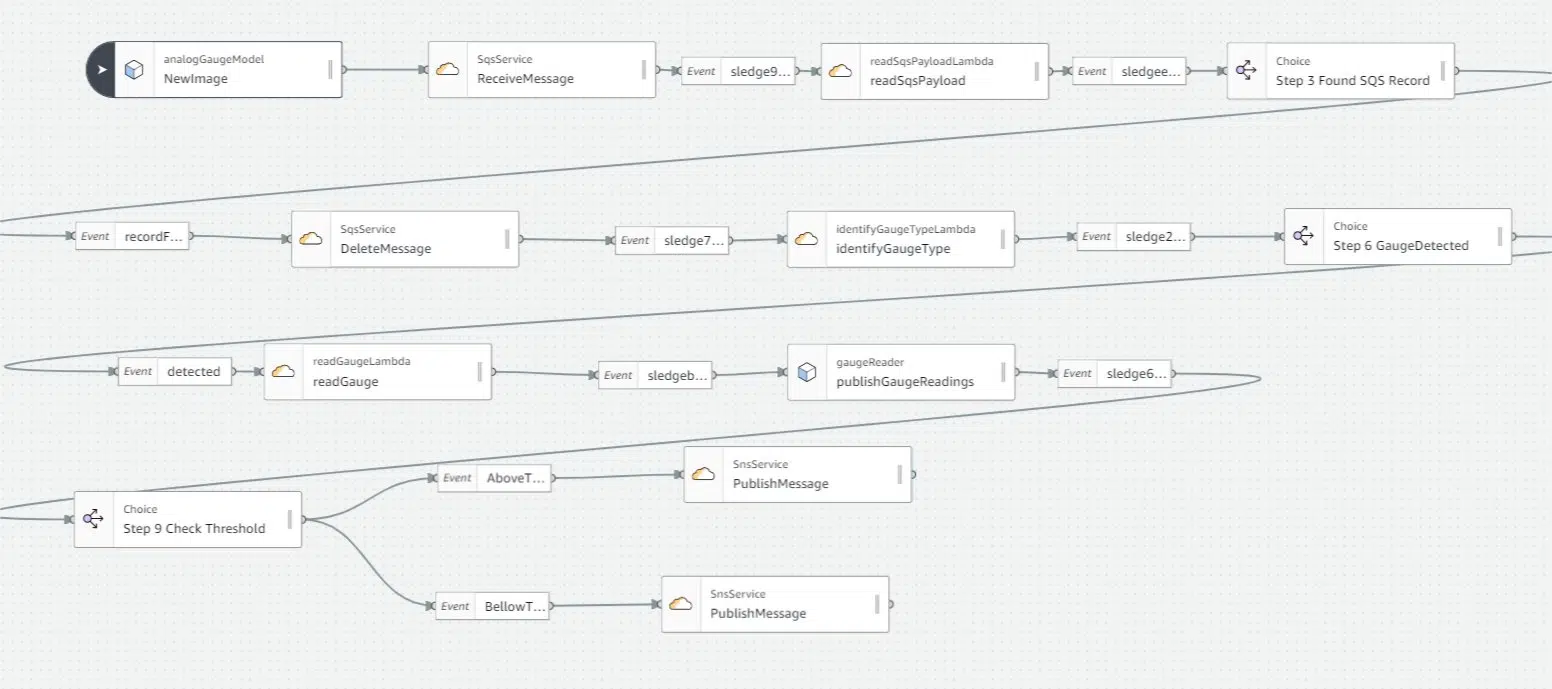 analogGaugeModel
NewImage
SqsService
ReceiveMessage
Event sledge9...
readSqsPayloadLambda
readSqsPayload
Event sledgee...
Choice
Step 3 Found SQS Record
Event recordF...
SqsService
DeleteMessage
Event sledge7...
identifyGaugeTypeLambda
identifyGaugeType
Event sledge2...
Choice
Step 6 GaugeDetected
Event detected
readGaugeLambda
readGauge
Event sledgeb...
gaugeReader
publishGaugeReadings
Event sledge6...
Choice
Step 9 Check Threshold
Event AboveT...
SnsService
PublishMessage
Event BellowT...
SnsService
PublishMessage